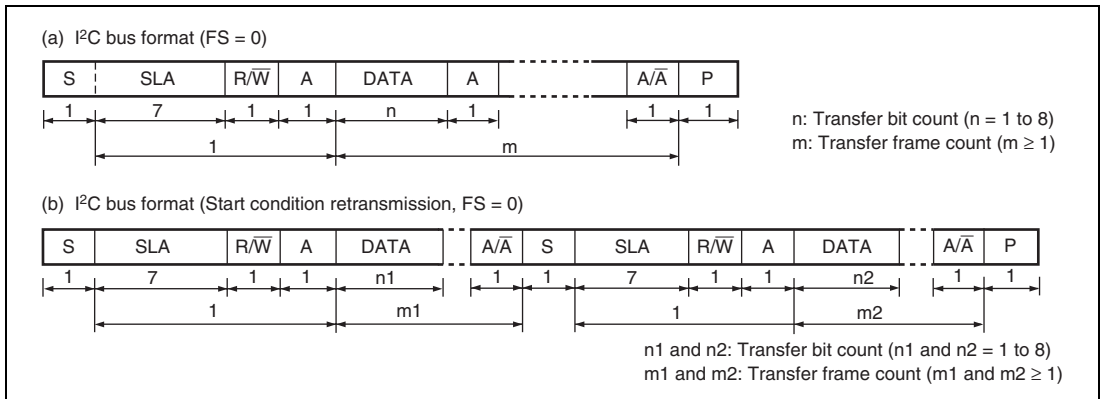 (a) I²C bus format (FS = 0)
S SLA R/W̅ A DATA A A/A̅ P
1 7 1 1 n 1 1 1
1 m
n: Transfer bit count (n = 1 to 8)
m: Transfer frame count (m ≥ 1)
(b) I²C bus format (Start condition retransmission, FS = 0)
S SLA R/W̅ A DATA A/A̅ S SLA R/W̅ A DATA A/A̅ P
1 7 1 1 n1 1 1 7 1 1 n2 1 1
1 m1 1 m2
n1 and n2: Transfer bit count (n1 and n2 = 1 to 8)
m1 and m2: Transfer frame count (m1 and m2 ≥ 1)